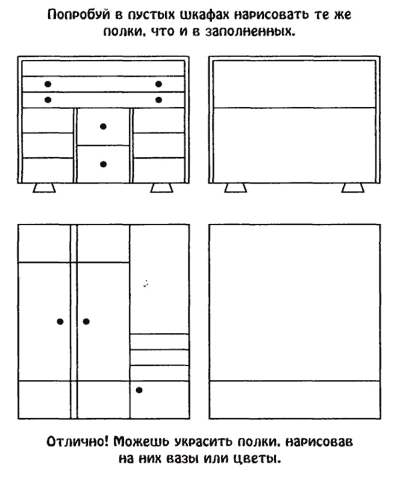 Попробуй в пустых шкафах нарисовать те же
полки, что и в заполненных.
Отлично! Можешь украсить полки, нарисовав
на них вазы или цветы.